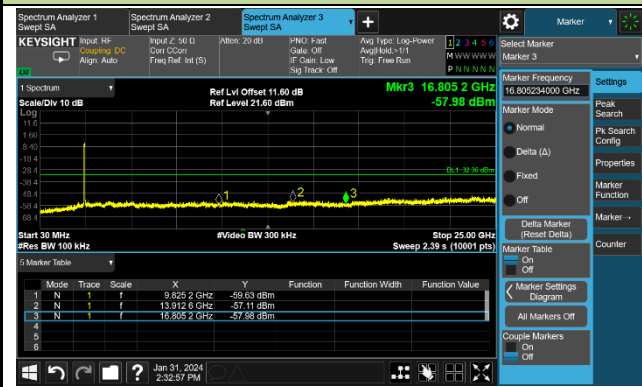 Spectrum Analyzer 1 Spectrum Analyzer 2 Spectrum Analyzer 3 +
Swept SA Swept SA Swept SA
Marker
KEYSIGHT Input: RF Input Z: 50 Ω Atten: 20 dB PNO: Fast Avg Type: Log-Power 1 2 3 4 5 6
Coupling: DC Corr CCorr Gate: Off Avg|Hold:>1/1 M W W W W W
Align: Auto Freq Ref: Int (S) IF Gain: Low Trig: Free Run P N N N N N
Sig Track: Off
Select Marker
Marker 3
1 Spectrum Ref Lvl Offset 11.60 dB Mkr3 16.805 2 GHz
Scale/Div 10 dB Ref Level 21.60 dBm -57.98 dBm
Log
11.6
1.60
-8.40
-18.4
-28.4
DL1 -32.36 dBm
-48.4
-58.4
-68.4
1 2 3
Start 30 MHz #Video BW 300 kHz Stop 25.00 GHz
#Res BW 100 kHz Sweep 2.39 s (10001 pts)
5 Marker Table
Mode Trace Scale X Y Function Function Width Function Value
1 N 1 f 9.825 2 GHz -59.63 dBm
2 N 1 f 13.912 6 GHz -57.11 dBm
3 N 1 f 16.805 2 GHz -57.98 dBm
4
5
6
Jan 31, 2024
2:32:57 PM
?
Marker Frequency
16.805234000 GHz
Marker Mode
Normal
Delta (Δ)
Fixed
Off
Delta Marker
(Reset Delta)
Marker Table
On
Off
Marker Settings
Diagram
All Markers Off
Couple Markers
On
Off
Settings
Peak
Search
Pk Search
Config
Properties
Marker
Function
Marker→
Counter